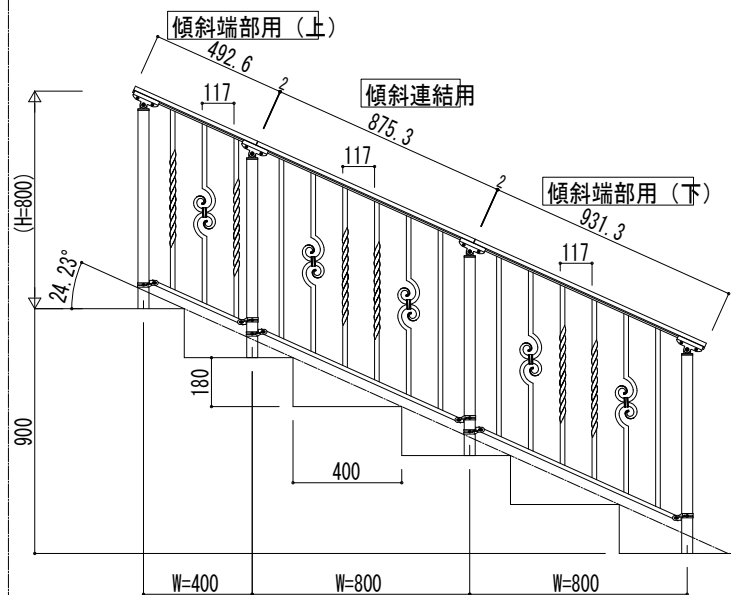 傾斜端部用（上）
492.6
2
傾斜連結用
117
875.3
117
2
傾斜端部用（下）
931.3
117
(H=800)
24.23°
180
900
400
W=400
W=800
W=800